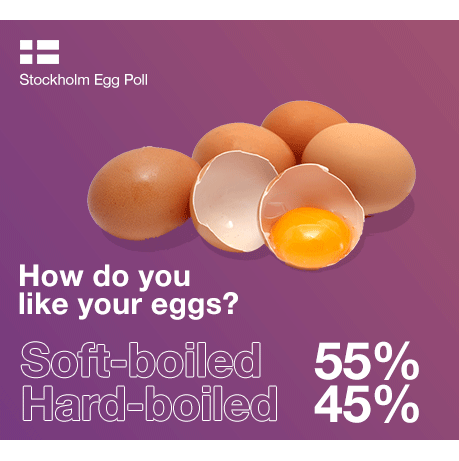 Stockholm Egg Poll
How do you
like your eggs?
Soft-boiled 55%
Hard-boiled 45%